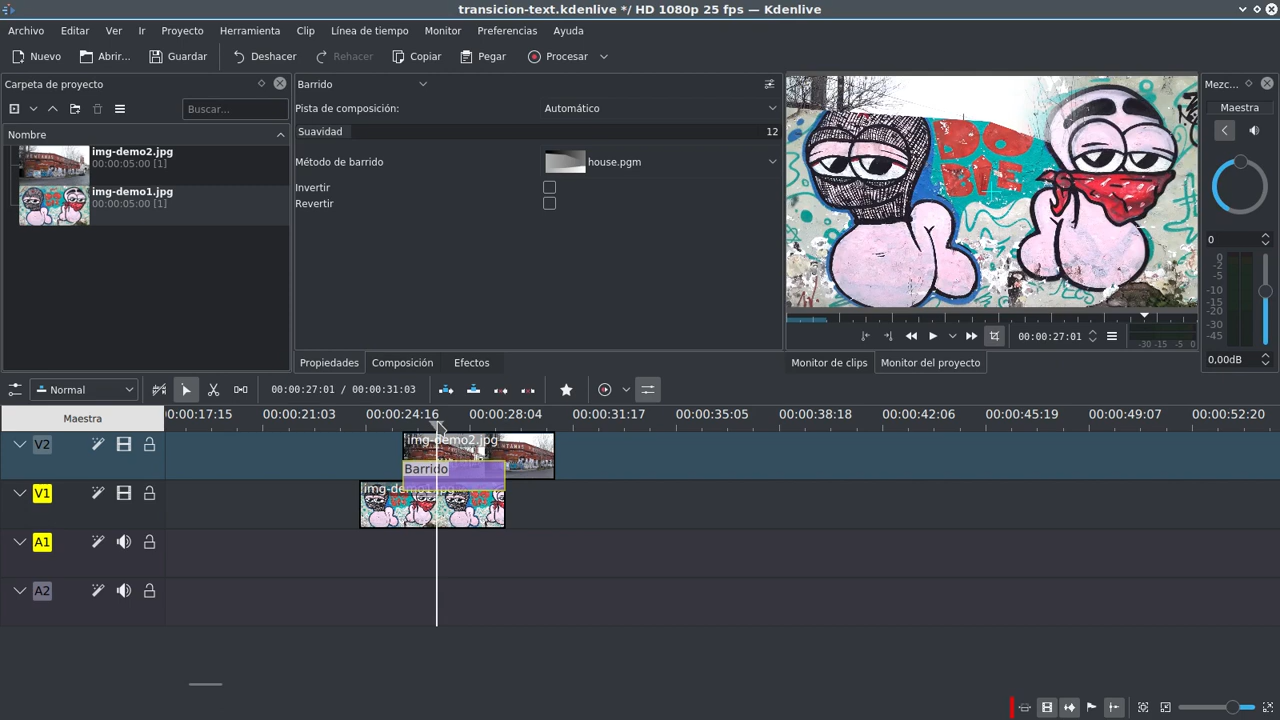 transicion-text.kdenlive */ HD 1080p 25 fps — Kdenlive
Archivo Editar Ver Ir Proyecto Herramienta Clip Línea de tiempo Monitor Preferencias Ayuda
Nuevo Abrir... Guardar Deshacer Rehacer Copiar Pegar Procesar
Carpeta de proyecto
Buscar...
Nombre
img-demo2.jpg
00:00:05:00 [1]
img-demo1.jpg
00:00:05:00 [1]
Barrido
Pista de composición: Automático
Suavidad 12
Método de barrido house.pgm
Invertir
Revertir
Propiedades Composición Efectos
DO
BIE
00:00:27:01
-30 -15 -5 0
Monitor de clips Monitor del proyecto
Mezc...
Maestra
0
0
-2
-5
-10
-15
-20
-30
-45
0,00dB
Normal 00:00:27:01 / 00:00:31:03
Maestra
0:00:17:15 00:00:21:03 00:00:24:16 00:00:28:04 00:00:31:17 00:00:35:05 00:00:38:18 00:00:42:06 00:00:45:19 00:00:49:07 00:00:52:20
V2
img-demo2.jpg
Barrido
V1
img-demo1.jpg
A1
A2